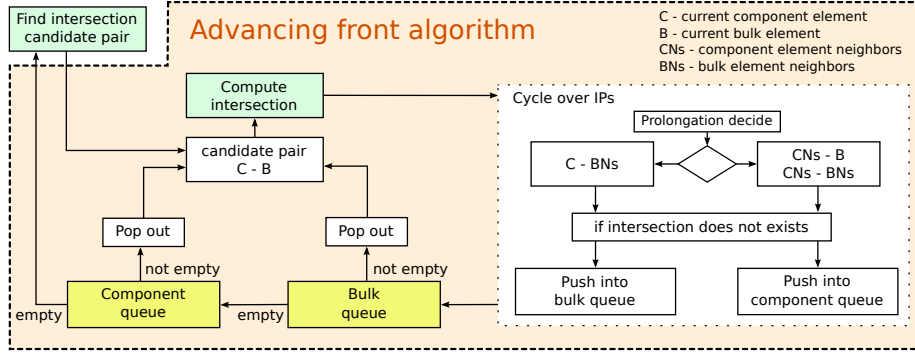 Find intersection
candidate pair
Advancing front algorithm
C - current component element
B - current bulk element
CNs - component element neighbors
BNs - bulk element neighbors
Compute
intersection
Cycle over IPs
Prolongation decide
candidate pair
C - B
C - BNs
CNs - B
CNs - BNs
Pop out
Pop out
if intersection does not exists
not empty
not empty
Component
queue
Bulk
queue
Push into
bulk queue
Push into
component queue
empty
empty